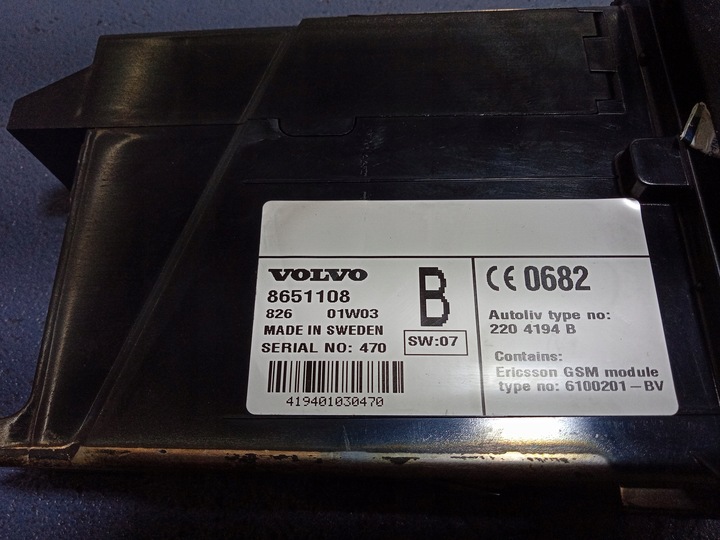 VOLVO
8651108
826 01W03
MADE IN SWEDEN
SERIAL NO: 470
B
SW:07
419401030470
CE 0682
Autoliv type no:
220 4194 B
Contains:
Ericsson GSM module
type no: 6100201-BV